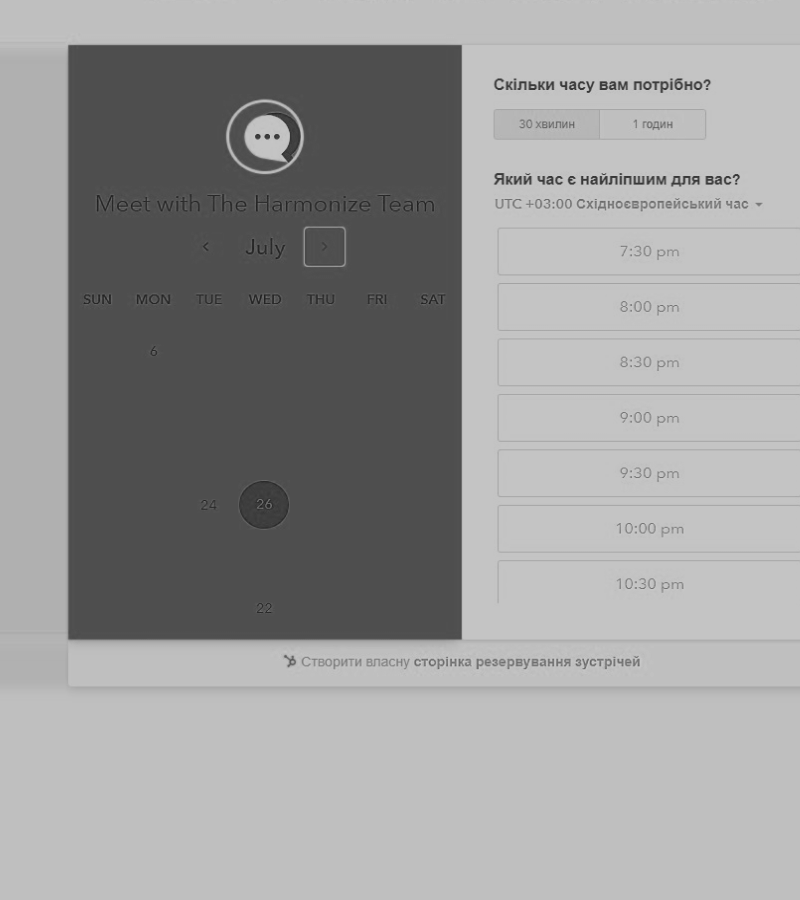 Meet with The Harmonize Team
July
SUN MON TUE WED THU FRI SAT
6
24 26
22
Скільки часу вам потрібно?
30 хвилин 1 годин
Який час є найліпшим для вас?
UTC +03:00 Східноєвропейський час
7:30 pm
8:00 pm
8:30 pm
9:00 pm
9:30 pm
10:00 pm
10:30 pm
Створити власну сторінка резервування зустрічей